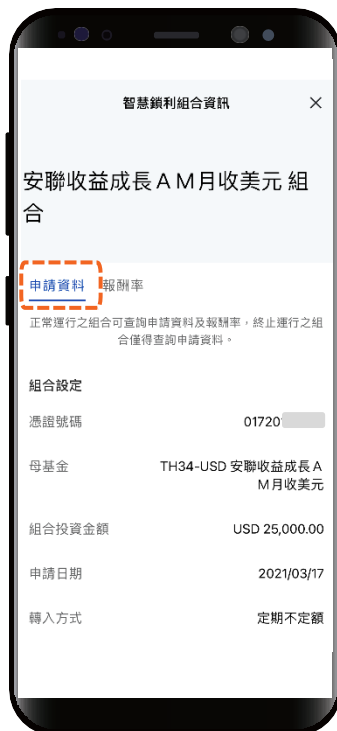 智慧鎖利組合資訊 ×
安聯收益成長ＡＭ月收美元 組
合
申請資料 報酬率
正常運行之組合可查詢申請資料及報酬率，終止運行之組
合僅得查詢申請資料。
組合設定
憑證號碼 01720
母基金 TH34-USD 安聯收益成長Ａ
Ｍ月收美元
組合投資金額 USD 25,000.00
申請日期 2021/03/17
轉入方式 定期不定額